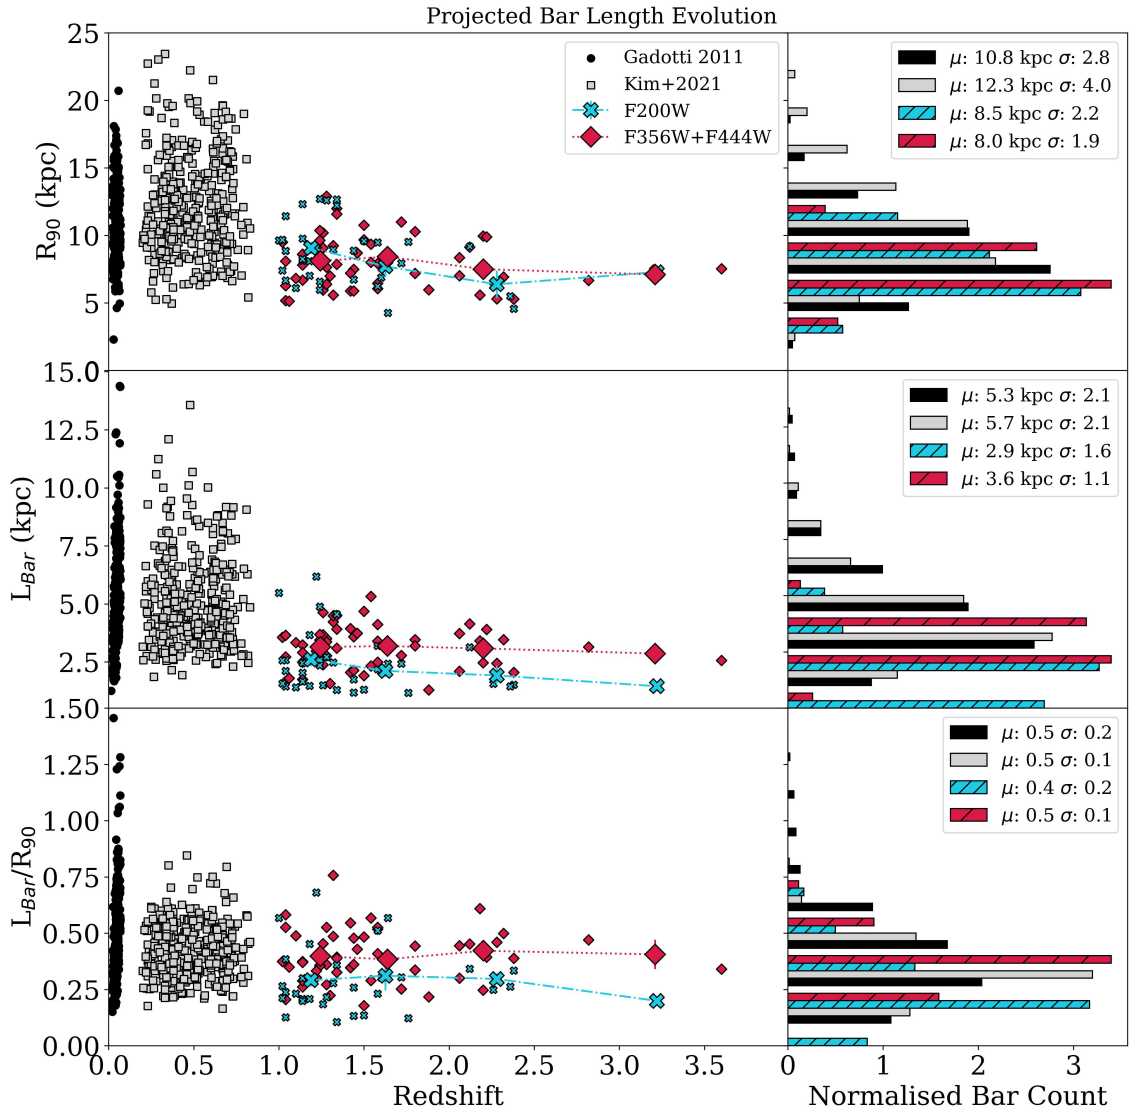 Projected Bar Length Evolution
25
20
15
10
5
0
R90 (kpc)
Gadotti 2011
Kim+2021
F200W
F356W+F444W
μ: 10.8 kpc σ: 2.8
μ: 12.3 kpc σ: 4.0
μ: 8.5 kpc σ: 2.2
μ: 8.0 kpc σ: 1.9
15.0
12.5
10.0
7.5
5.0
2.5
LBar (kpc)
μ: 5.3 kpc σ: 2.1
μ: 5.7 kpc σ: 2.1
μ: 2.9 kpc σ: 1.6
μ: 3.6 kpc σ: 1.1
1.50
1.25
1.00
0.75
0.50
0.25
0.00
LBar/R90
μ: 0.5 σ: 0.2
μ: 0.5 σ: 0.1
μ: 0.4 σ: 0.2
μ: 0.5 σ: 0.1
0.0 0.5 1.0 1.5 2.0 2.5 3.0 3.5
Redshift
0 1 2 3
Normalised Bar Count